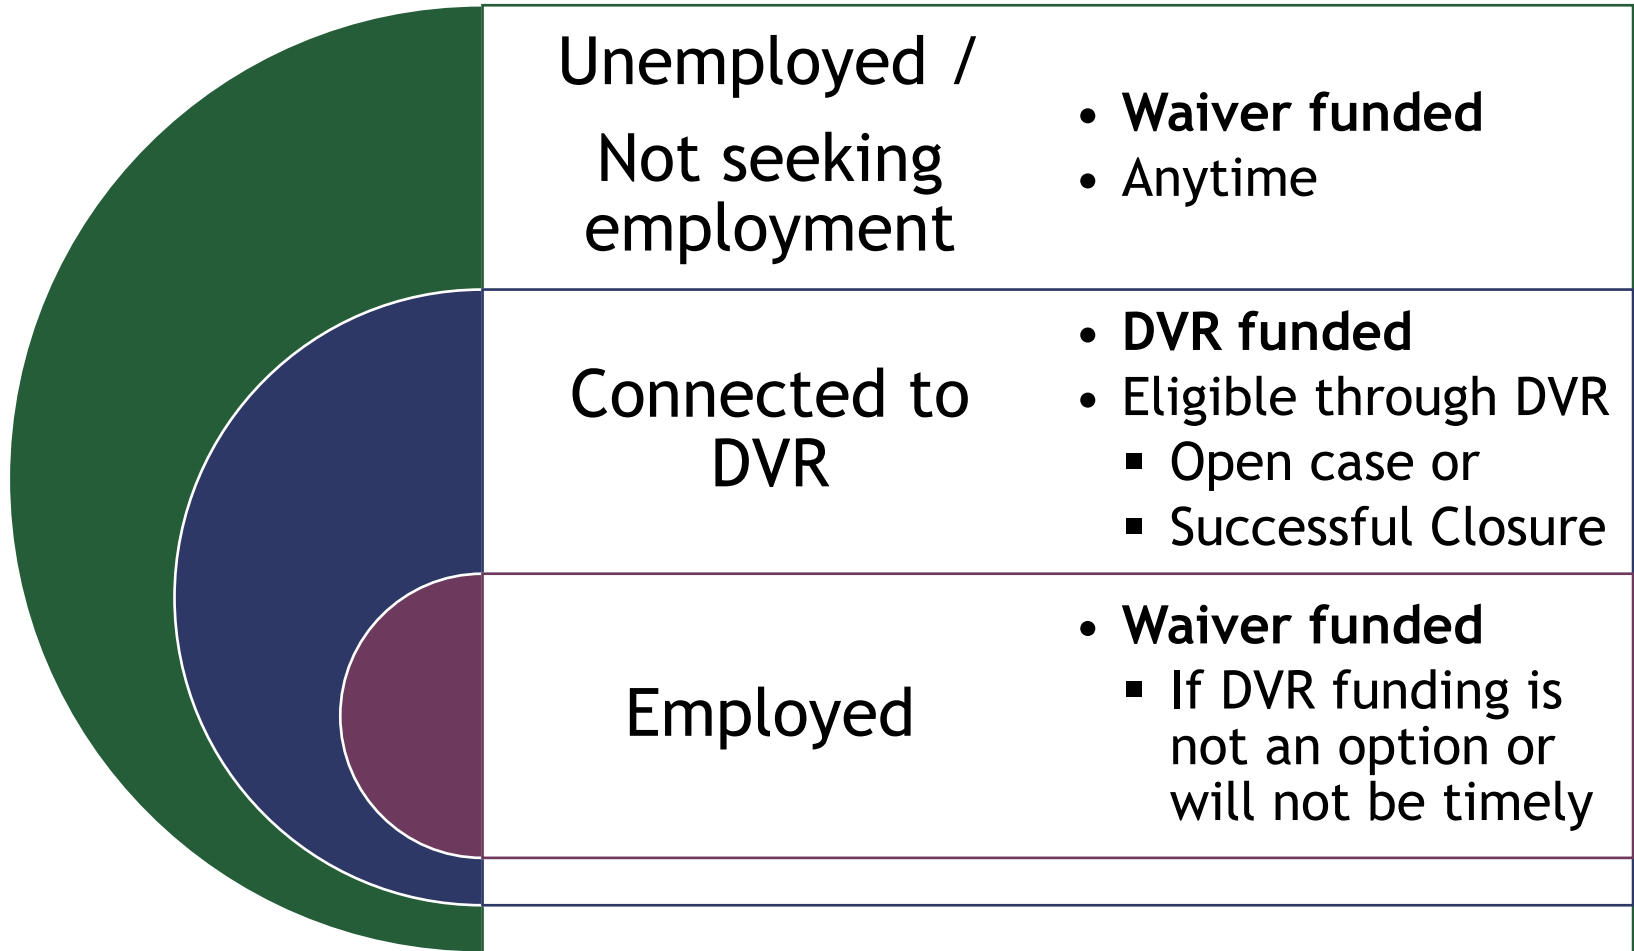 Unemployed /
Not seeking
employment
• Waiver funded
• Anytime
Connected to
DVR
• DVR funded
• Eligible through DVR
▪ Open case or
▪ Successful Closure
Employed
• Waiver funded
▪ If DVR funding is
not an option or
will not be timely